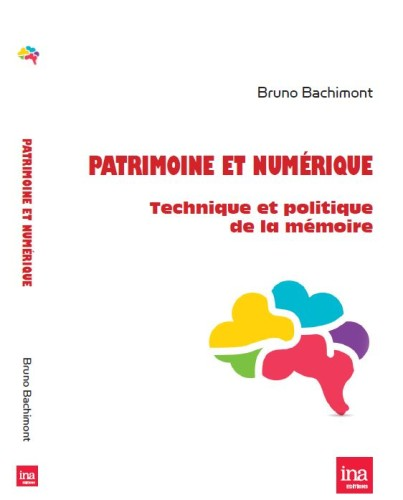 PATRIMOINE ET NUMÉRIQUE
Bruno Bachimont
ina
ÉDITIONS
Bruno Bachimont
PATRIMOINE ET NUMÉRIQUE
Technique et politique
de la mémoire
ina
ÉDITIONS